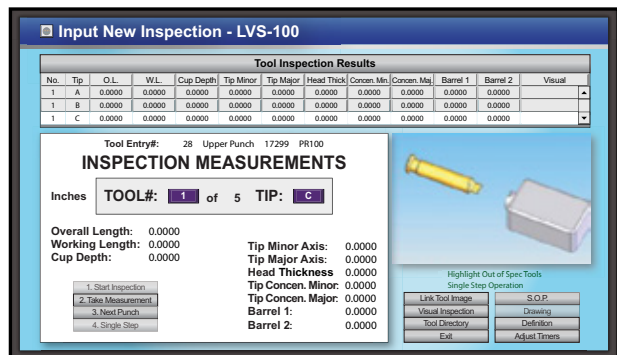 Input New Inspection - LVS-100
Tool Inspection Results
No. Tip O.L. W.L. Cup Depth Tip Minor Tip Major Head Thick Concen. Min. Concen. Maj. Barrel 1 Barrel 2 Visual
1 A 0.0000 0.0000 0.0000 0.0000 0.0000 0.0000 0.0000 0.0000 0.0000 0.0000
1 B 0.0000 0.0000 0.0000 0.0000 0.0000 0.0000 0.0000 0.0000 0.0000 0.0000
1 C 0.0000 0.0000 0.0000 0.0000 0.0000 0.0000 0.0000 0.0000 0.0000 0.0000
Tool Entry#: 28 Upper Punch 17299 PR100
INSPECTION MEASUREMENTS
Inches TOOL#: 1 of 5 TIP: C
Overall Length: 0.0000
Working Length: 0.0000
Cup Depth: 0.0000
Tip Minor Axis: 0.0000
Tip Major Axis: 0.0000
Head Thickness 0.0000
Tip Concen. Minor: 0.0000
Tip Concen. Major: 0.0000
Barrel 1: 0.0000
Barrel 2: 0.0000
1. Start Inspection
2. Take Measurement
3. Next Punch
4. Single Step
Highlight Out of Spec Tools
Single Step Operation
Link Tool Image S.O.P.
Visual Inspection Drawing
Tool Directory Definition
Exit Adjust Timers